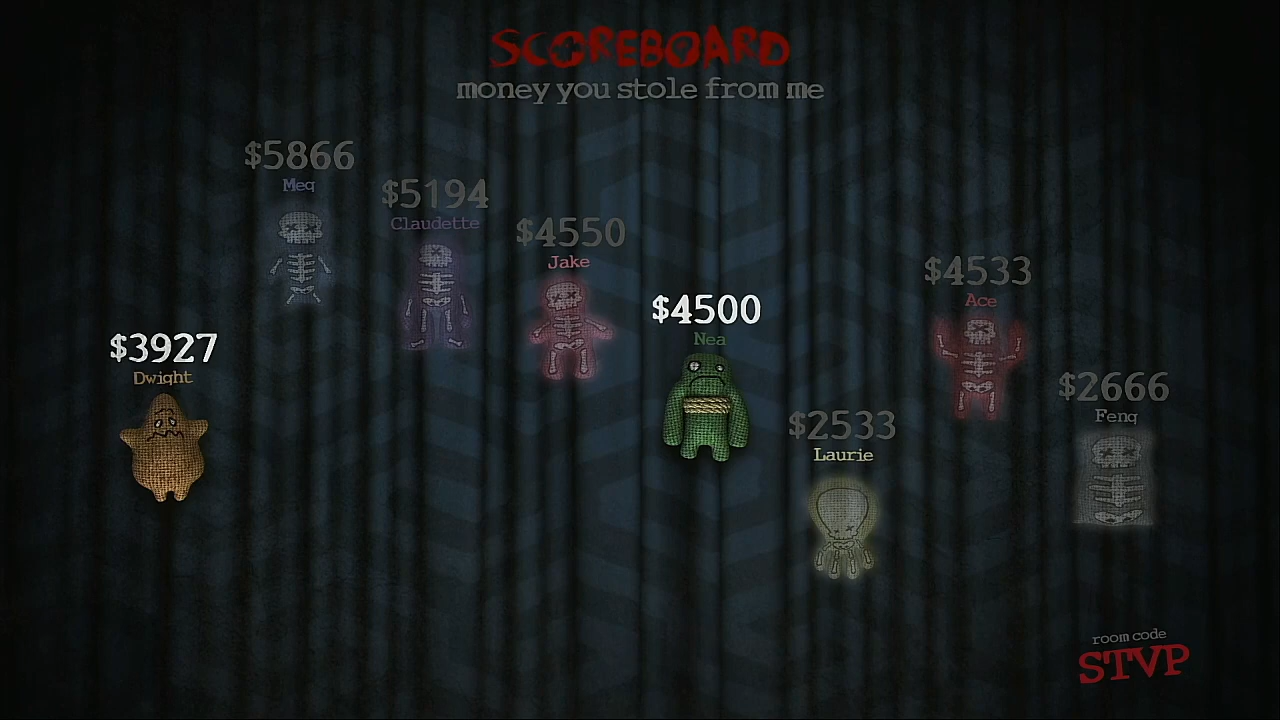 SCOREBOARD
money you stole from me
$5866
Meg
$5194
Claudette
$4550
Jake
$4533
Ace
$4500
Nea
$3927
Dwight
$2666
Feng
$2533
Laurie
room code
STVP